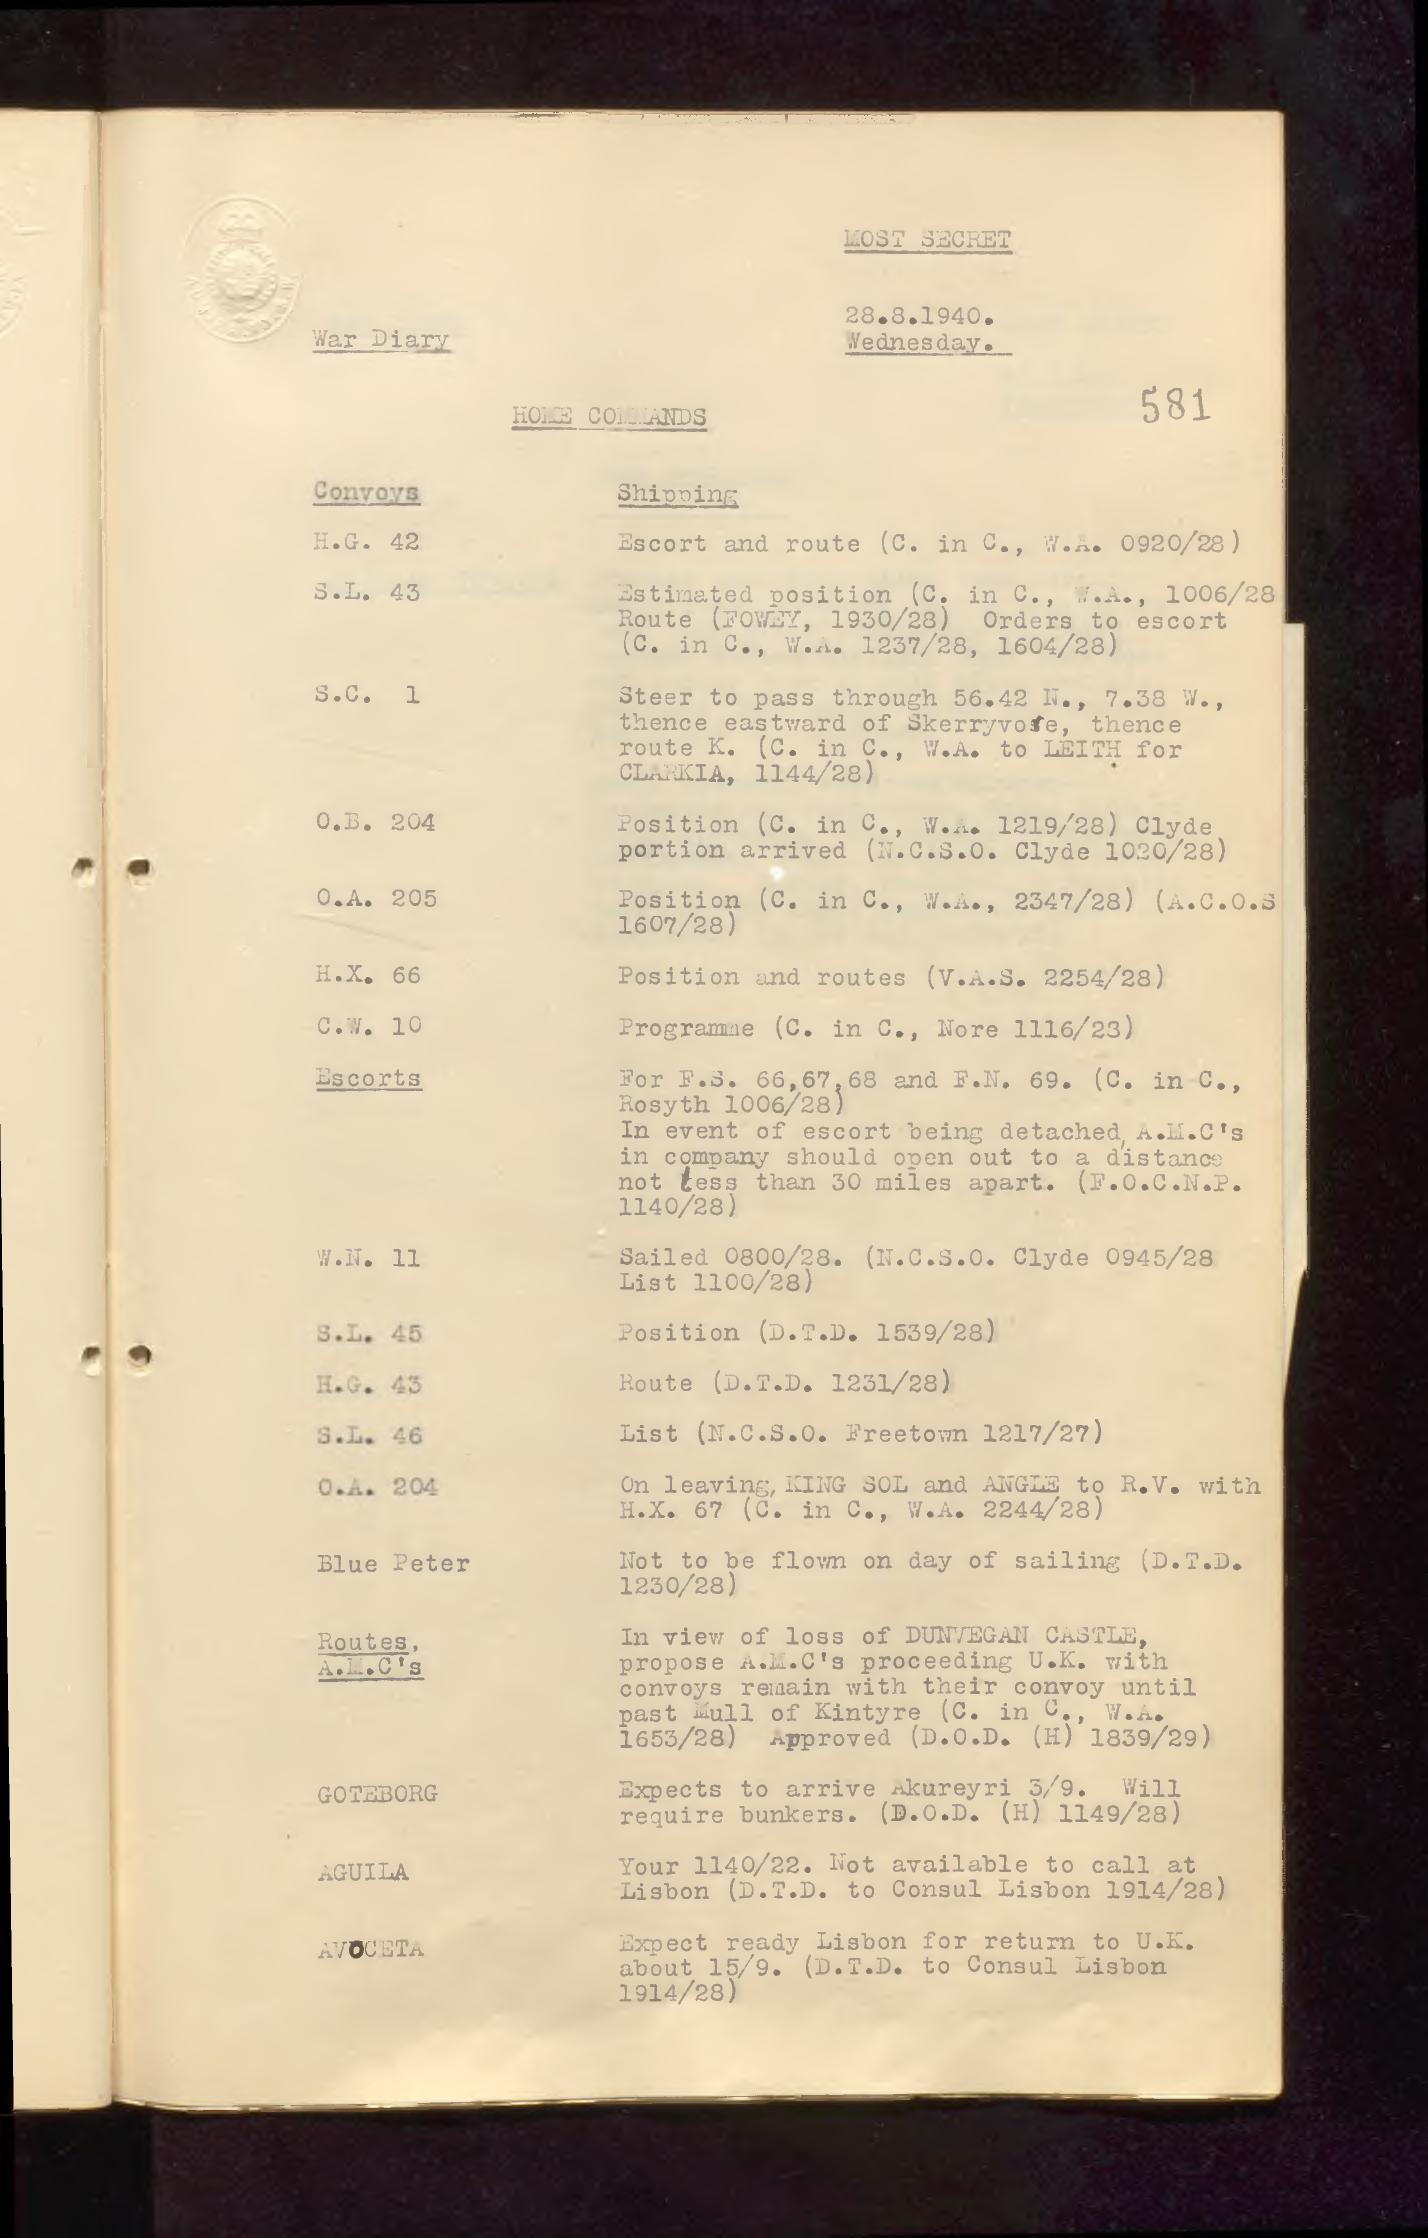 MOST SECRET
28.8.1940.
War Diary
Wednesday.
581
HOME COMMANDS
Convoys Shipping
H.G. 42 Escort and route (C. in C., W.A. 0920/28)
S.L. 43 Estimated position (C. in C., W.A., 1006/28
Route (FOWEY, 1930/28) Orders to escort
(C. in C., W.A. 1237/28, 1604/28)
S.C. 1 Steer to pass through 56.42 N., 7.38 W.,
thence eastward of Skerryvore, thence
route K. (C. in C., W.A. to LEITH for
CLARKIA, 1144/28)
O.B. 204 Position (C. in C., W.A. 1219/28) Clyde
portion arrived (N.C.S.O. Clyde 1020/28)
O.A. 205 Position (C. in C., W.A., 2347/28) (A.C.O.S
1607/28)
H.X. 66 Position and routes (V.A.S. 2254/28)
C.W. 10 Programme (C. in C., Nore 1116/23)
Escorts For F.S. 66,67,68 and F.N. 69. (C. in C.,
Rosyth 1006/28)
In event of escort being detached, A.M.C's
in company should open out to a distance
not less than 30 miles apart. (F.O.C.N.P.
1140/28)
W.N. 11 Sailed 0800/28. (N.C.S.O. Clyde 0945/28
List 1100/28)
S.L. 45 Position (D.T.D. 1539/28)
H.G. 43 Route (D.T.D. 1231/28)
S.L. 46 List (N.C.S.O. Freetown 1217/27)
O.A. 204 On leaving, KING SOL and ANGLE to R.V. with
H.X. 67 (C. in C., W.A. 2244/28)
Blue Peter Not to be flown on day of sailing (D.T.D.
1230/28)
Routes, In view of loss of DUNVEGAN CASTLE,
A.M.C's propose A.M.C's proceeding U.K. with
convoys remain with their convoy until
past Mull of Kintyre (C. in C., W.A.
1653/28) Approved (D.O.D. (H) 1839/29)
GOTEBORG Expects to arrive Akureyri 3/9. Will
require bunkers. (D.O.D. (H) 1149/28)
AGUILA Your 1140/22. Not available to call at
Lisbon (D.T.D. to Consul Lisbon 1914/28)
AVOCETA Expect ready Lisbon for return to U.K.
about 15/9. (D.T.D. to Consul Lisbon
1914/28)